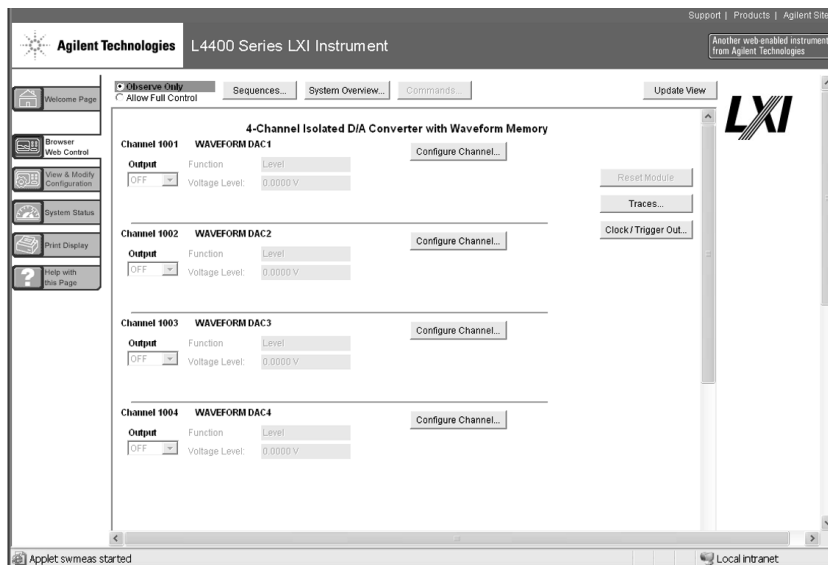 Support | Products | Agilent Site
Agilent Technologies
L4400 Series LXI Instrument
Another web-enabled instrument
from Agilent Technologies
Welcome Page
Browser
Web Control
View & Modify
Configuration
System Status
Print Display
Help with
this Page
Observe Only
Allow Full Control
Sequences...
System Overview...
Commands...
Update View
LXI
4-Channel Isolated D/A Converter with Waveform Memory
Channel 1001 WAVEFORM DAC1
Configure Channel...
Output Function Level
OFF Voltage Level: 0.0000 V
Reset Module
Traces...
Clock / Trigger Out...
Channel 1002 WAVEFORM DAC2
Configure Channel...
Output Function Level
OFF Voltage Level: 0.0000 V
Channel 1003 WAVEFORM DAC3
Configure Channel...
Output Function Level
OFF Voltage Level: 0.0000 V
Channel 1004 WAVEFORM DAC4
Configure Channel...
Output Function Level
OFF Voltage Level: 0.0000 V
Applet swmeas started
Local intranet